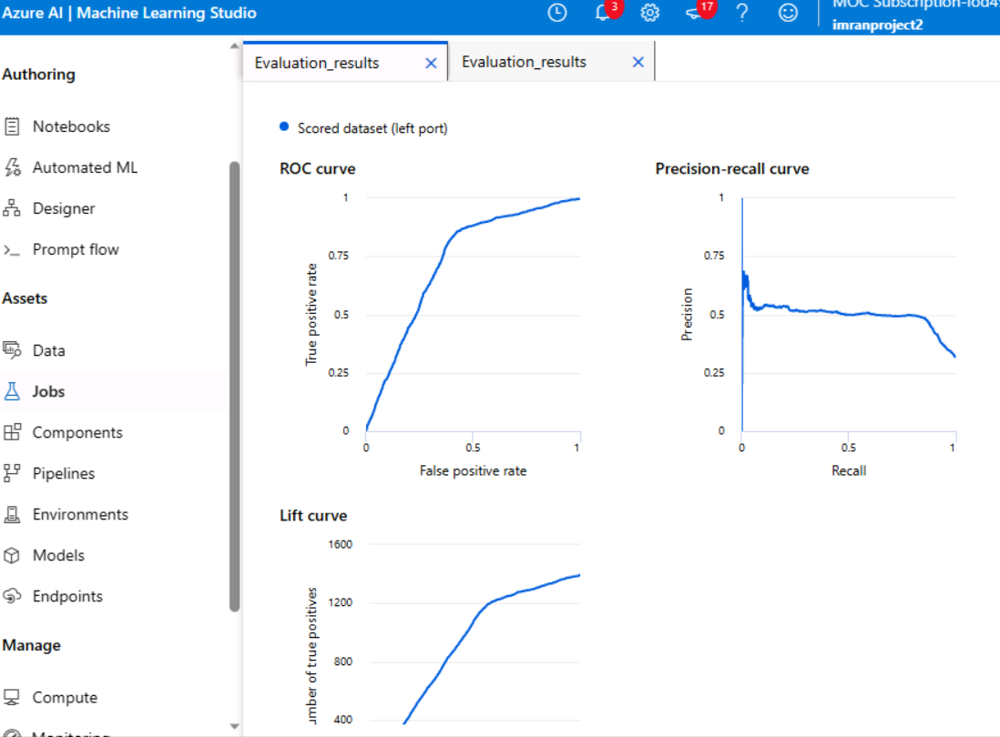 Azure AI | Machine Learning Studio
3
17
?
MOC Subscription-lod4
imranproject2
Authoring
Notebooks
Automated ML
Designer
Prompt flow
Assets
Data
Jobs
Components
Pipelines
Environments
Models
Endpoints
Manage
Compute
Monitoring
Evaluation_results
Evaluation_results
Scored dataset (left port)
ROC curve
1
0.75
0.5
0.25
0
0
0.5
1
True positive rate
False positive rate
Precision-recall curve
1
0.75
0.5
0.25
0
0
0.5
1
Precision
Recall
Lift curve
1600
1200
800
400
umber of true positives